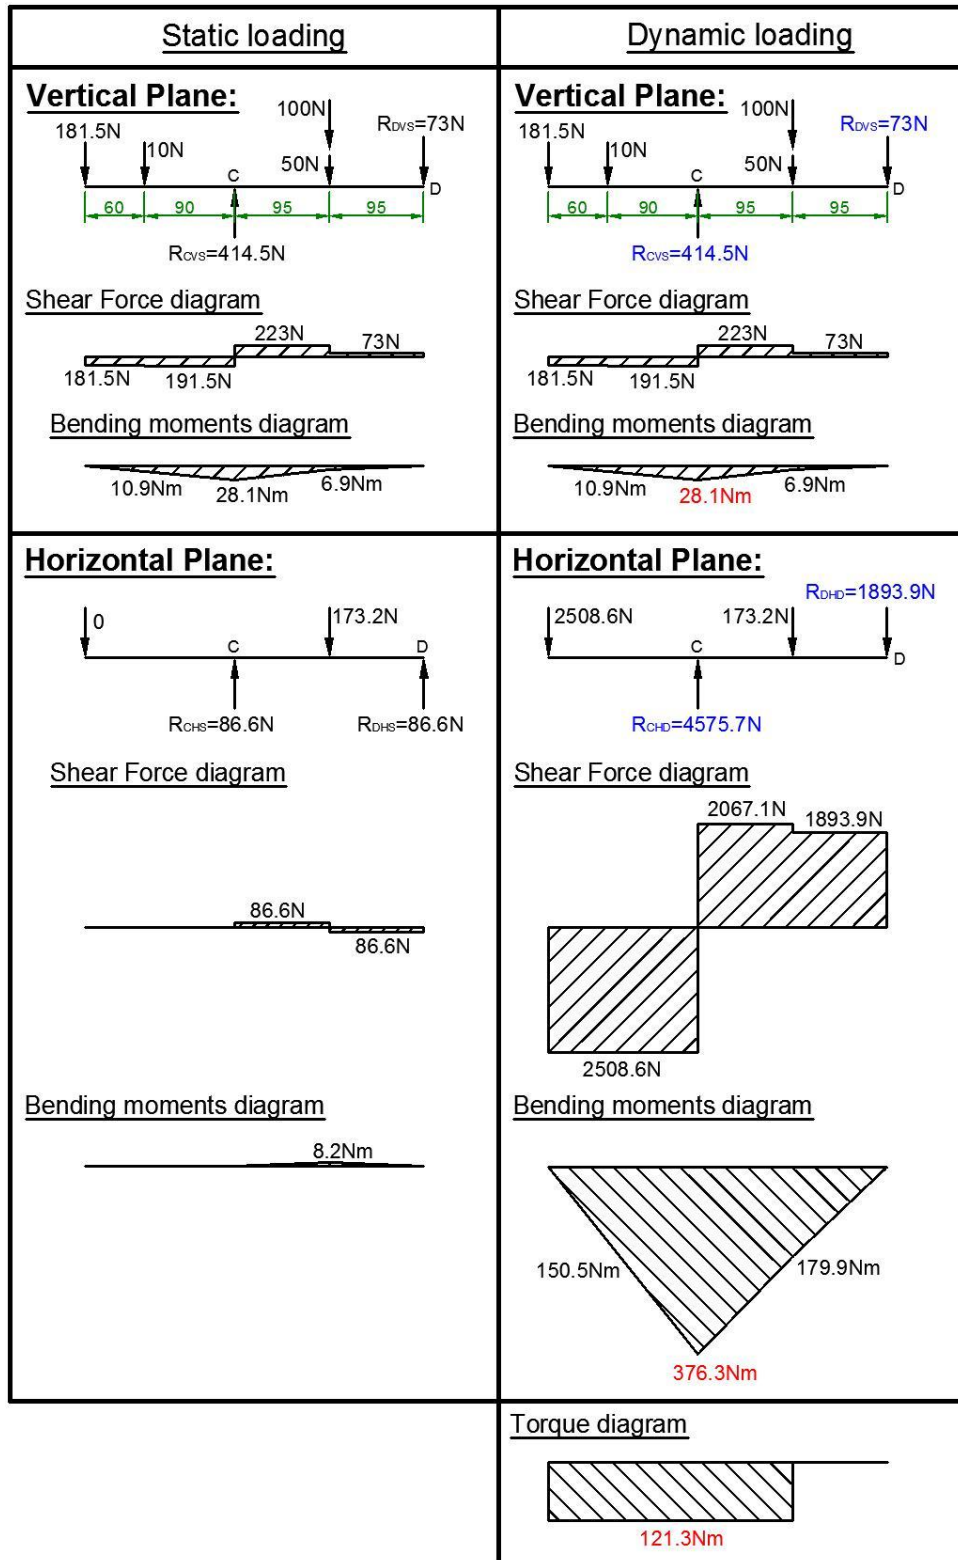 Static loading
Vertical Plane:
100N
181.5N
RDVS=73N
10N
50N
C
D
60 90 95 95
RCVS=414.5N
Shear Force diagram
223N
73N
181.5N 191.5N
Bending moments diagram
10.9Nm 28.1Nm 6.9Nm
Horizontal Plane:
0
173.2N
C
D
RCHS=86.6N RDHS=86.6N
Shear Force diagram
86.6N
86.6N
Bending moments diagram
8.2Nm
Dynamic loading
Vertical Plane:
100N
RDVS=73N
181.5N
10N
50N
C
D
60 90 95 95
RCVS=414.5N
Shear Force diagram
223N
73N
181.5N 191.5N
Bending moments diagram
10.9Nm 28.1Nm 6.9Nm
Horizontal Plane:
RDHD=1893.9N
2508.6N 173.2N
C
D
RCHD=4575.7N
Shear Force diagram
2067.1N
1893.9N
2508.6N
Bending moments diagram
150.5Nm 179.9Nm
376.3Nm
Torque diagram
121.3Nm